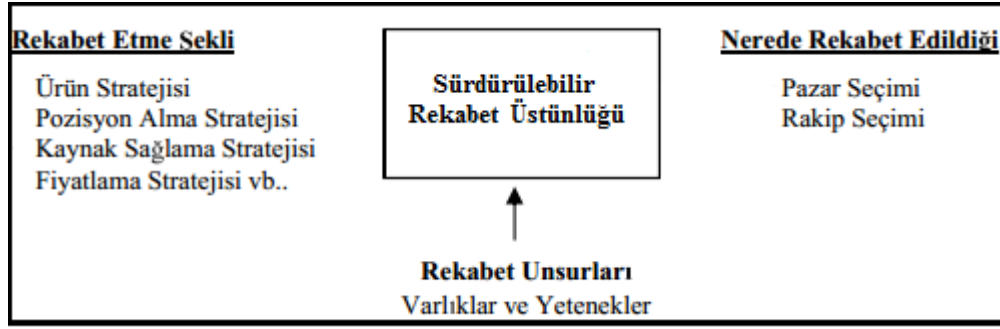 Rekabet Etme Şekli
Ürün Stratejisi
Pozisyon Alma Stratejisi
Kaynak Sağlama Stratejisi
Fiyatlama Stratejisi vb..
Sürdürülebilir
Rekabet Üstünlüğü
Nerede Rekabet Edildiği
Pazar Seçimi
Rakip Seçimi
Rekabet Unsurları
Varlıklar ve Yetenekler